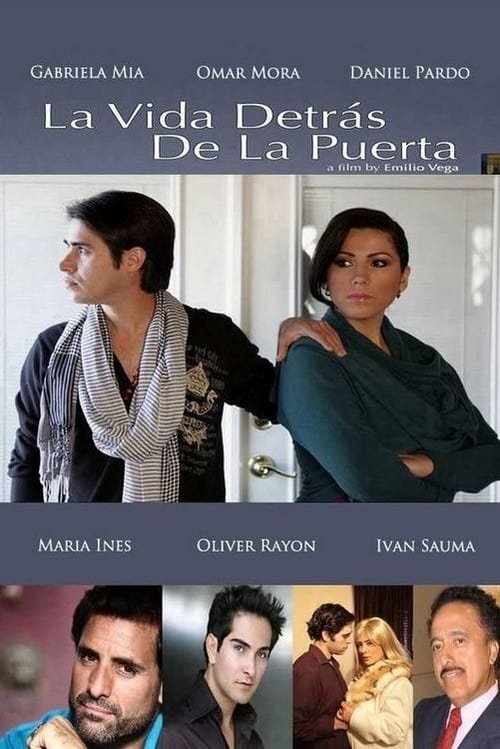 GABRIELA MIA OMAR MORA DANIEL PARDO
La Vida Detrás
De La Puerta
a film by Emilio Vega
MARIA INES OLIVER RAYON IVAN SAUMA